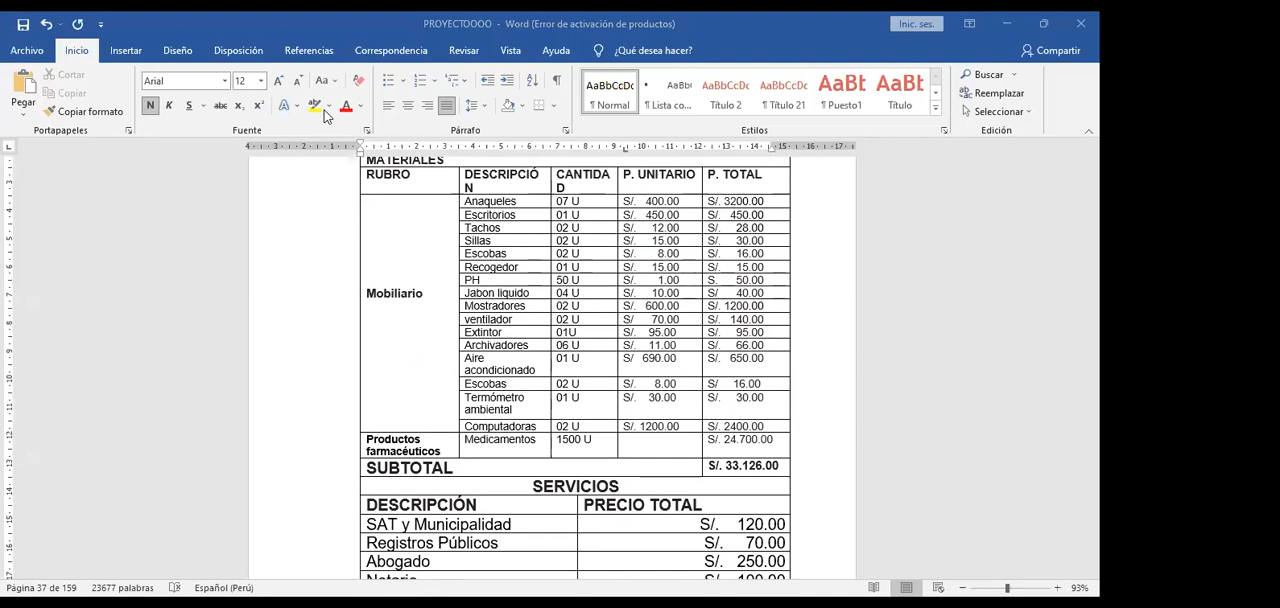 PROYECTOOOO - Word (Error de activación de productos)
Inic. ses.
Archivo Inicio Insertar Diseño Disposición Referencias Correspondencia Revisar Vista Ayuda ¿Qué desea hacer? Compartir
Pegar
Cortar
Copiar
Copiar formato
Portapapeles
Arial 12
Fuente
Párrafo
AaBbCcDc AaBbC AaBbCcDc AaBbCcDc AaBb AaBb
¶ Normal ¶ Lista co... Título 2 ¶ Título 21 ¶ Puesto1 Título
Estilos
Buscar
Reemplazar
Seleccionar
Edición
MATERIALES
RUBRO DESCRIPCIÓN CANTIDAD P. UNITARIO P. TOTAL
Mobiliario
Anaqueles 07 U S/. 400.00 S/. 3200.00
Escritorios 01 U S/. 450.00 S/. 450.00
Tachos 02 U S/. 12.00 S/. 28.00
Sillas 02 U S/. 15.00 S/. 30.00
Escobas 02 U S/. 8.00 S/. 16.00
Recogedor 01 U S/. 15.00 S/. 15.00
PH 50 U S/. 1.00 S. 50.00
Jabon liquido 04 U S/. 10.00 S/ 40.00
Mostradores 02 U S/. 600.00 S/. 1200.00
ventilador 02 U S/ 70.00 S/. 140.00
Extintor 01U S/. 95.00 S/. 95.00
Archivadores 06 U S/. 11.00 S/. 66.00
Aire acondicionado 01 U S/ 690.00 S/. 650.00
Escobas 02 U S/. 8.00 S/ 16.00
Termómetro ambiental 01 U S/. 30.00 S/. 30.00
Computadoras 02 U S/. 1200.00 S/. 2400.00
Productos farmacéuticos Medicamentos 1500 U S/. 24.700.00
SUBTOTAL S/. 33.126.00
SERVICIOS
DESCRIPCIÓN PRECIO TOTAL
SAT y Municipalidad S/. 120.00
Registros Públicos S/. 70.00
Abogado S/. 250.00
Notario S/. 100.00
Página 37 de 159 23677 palabras Español (Perú) 93%